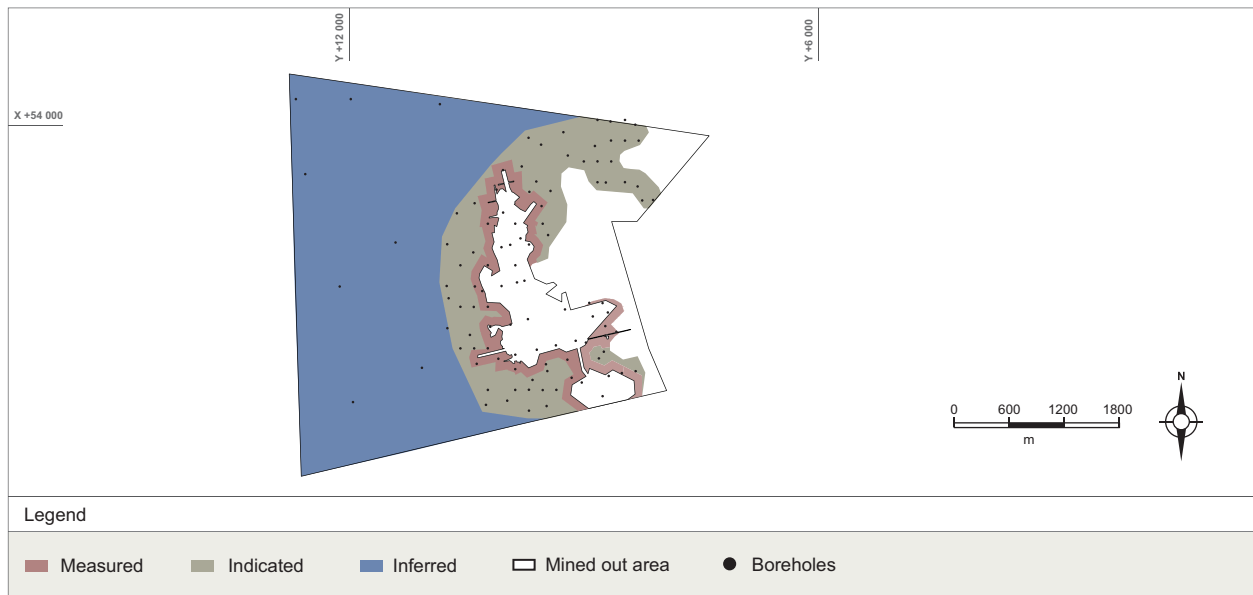 Y +12 000
Y +6 000
X +54 000
N
0 600 1200 1800
m
Legend
Measured Indicated Inferred Mined out area Boreholes